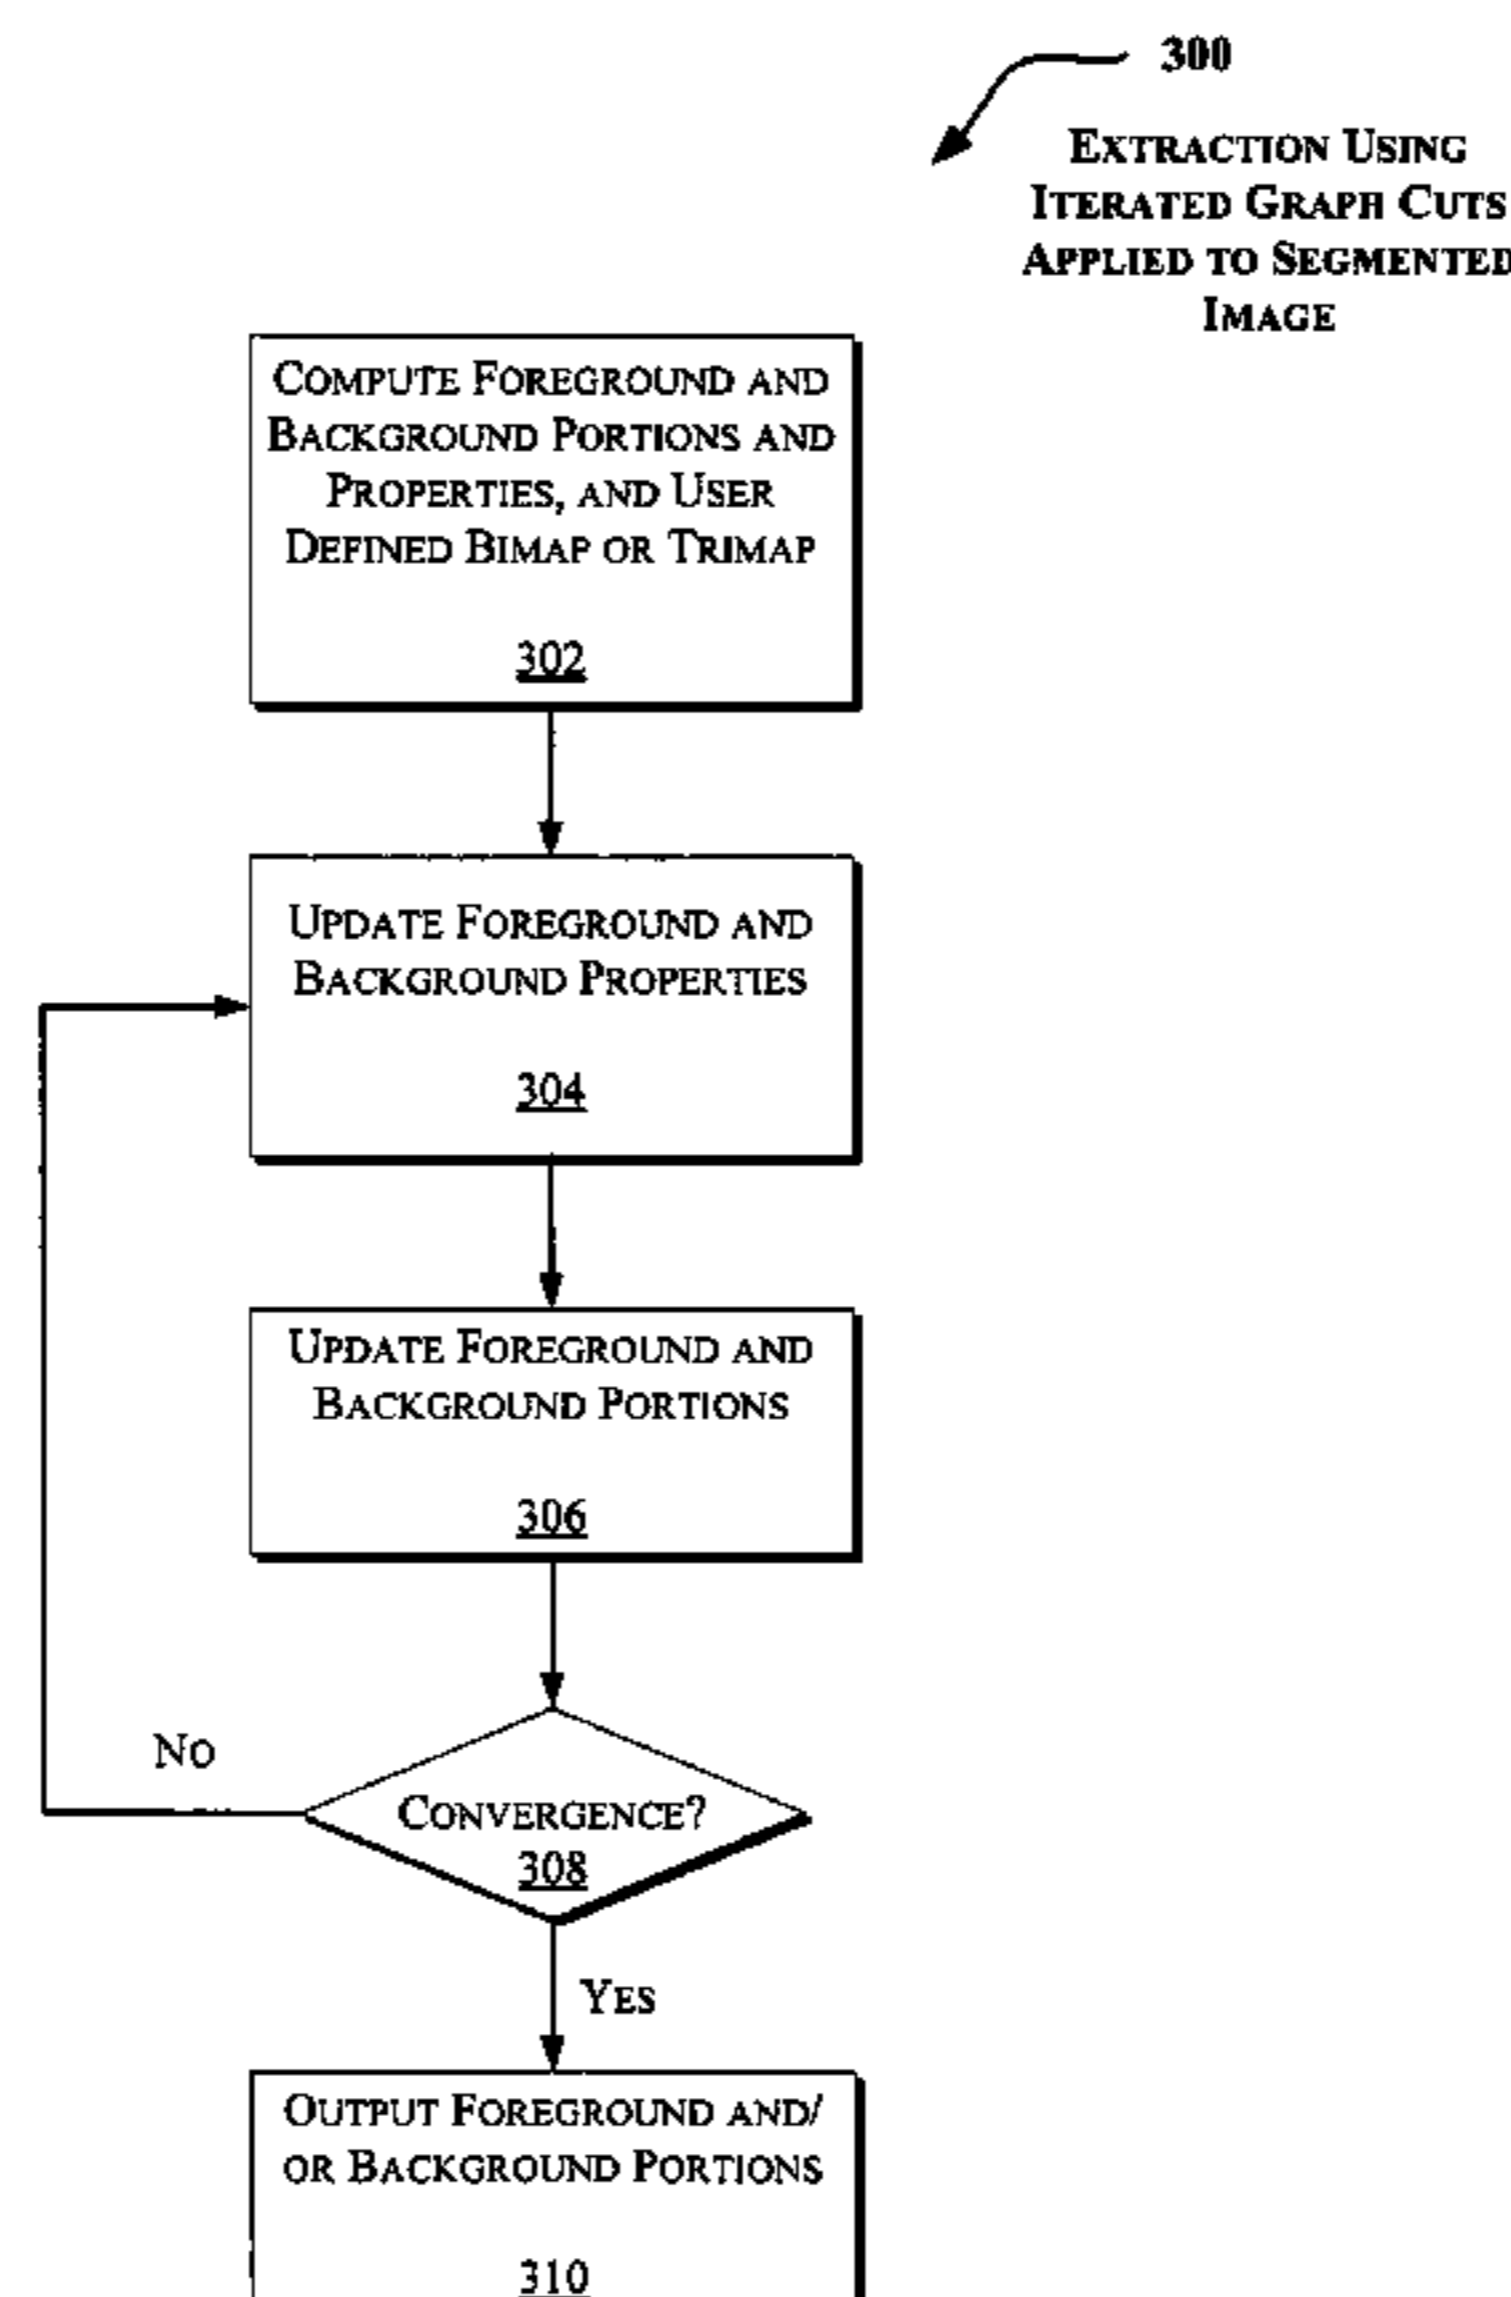 300
EXTRACTION USING
ITERATED GRAPH CUTS
APPLIED TO SEGMENTED
IMAGE
COMPUTE FOREGROUND AND
BACKGROUND PORTIONS AND
PROPERTIES, AND USER
DEFINED BIMAP OR TRIMAP
302
UPDATE FOREGROUND AND
BACKGROUND PROPERTIES
304
UPDATE FOREGROUND AND
BACKGROUND PORTIONS
306
NO
CONVERGENCE?
308
YES
OUTPUT FOREGROUND AND/
OR BACKGROUND PORTIONS
310